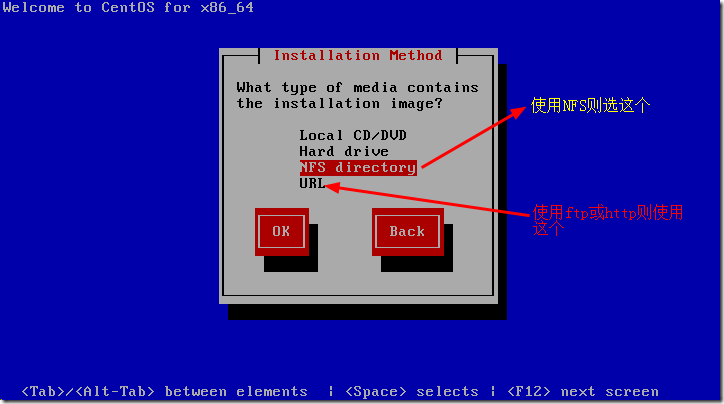 Welcome to CentOS for x86_64
Installation Method
What type of media contains
the installation image?
Local CD/DVD
Hard drive
NFS directory
URL
OK
Back
使用NFS则选这个
使用ftp或http则使用
这个
<Tab>/<Alt-Tab> between elements | <Space> selects | <F12> next screen